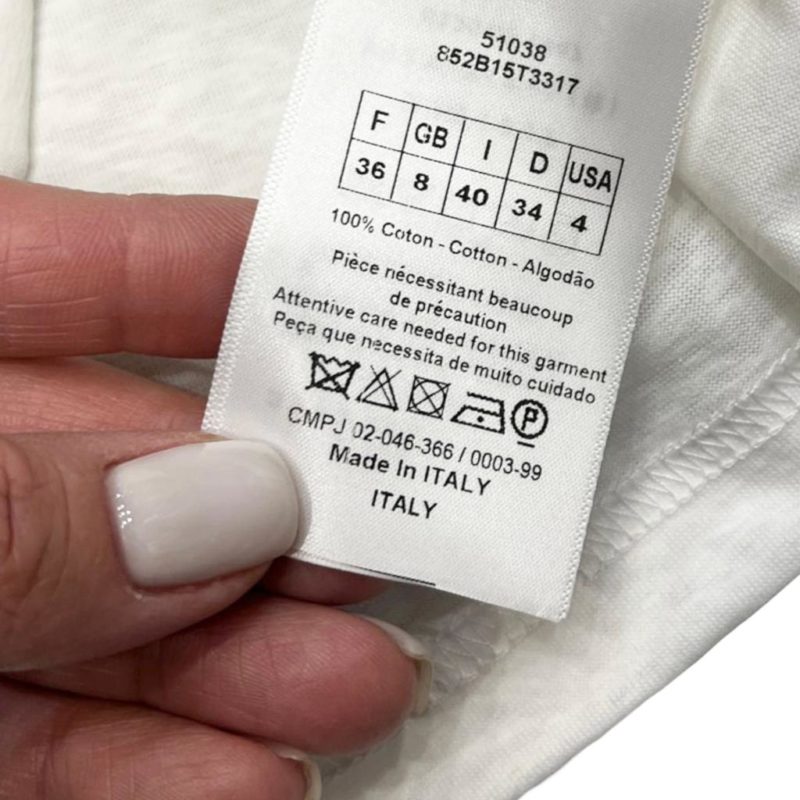 51038
852B15T3317
F GB I D USA
36 8 40 34 4
100% Coton - Cotton - Algodão
Pièce nécessitant beaucoup
de précaution
Attentive care needed for this garment
Peça que necessita de muito cuidado
P
CMPJ 02-046-366 / 0003-99
Made In ITALY
ITALY